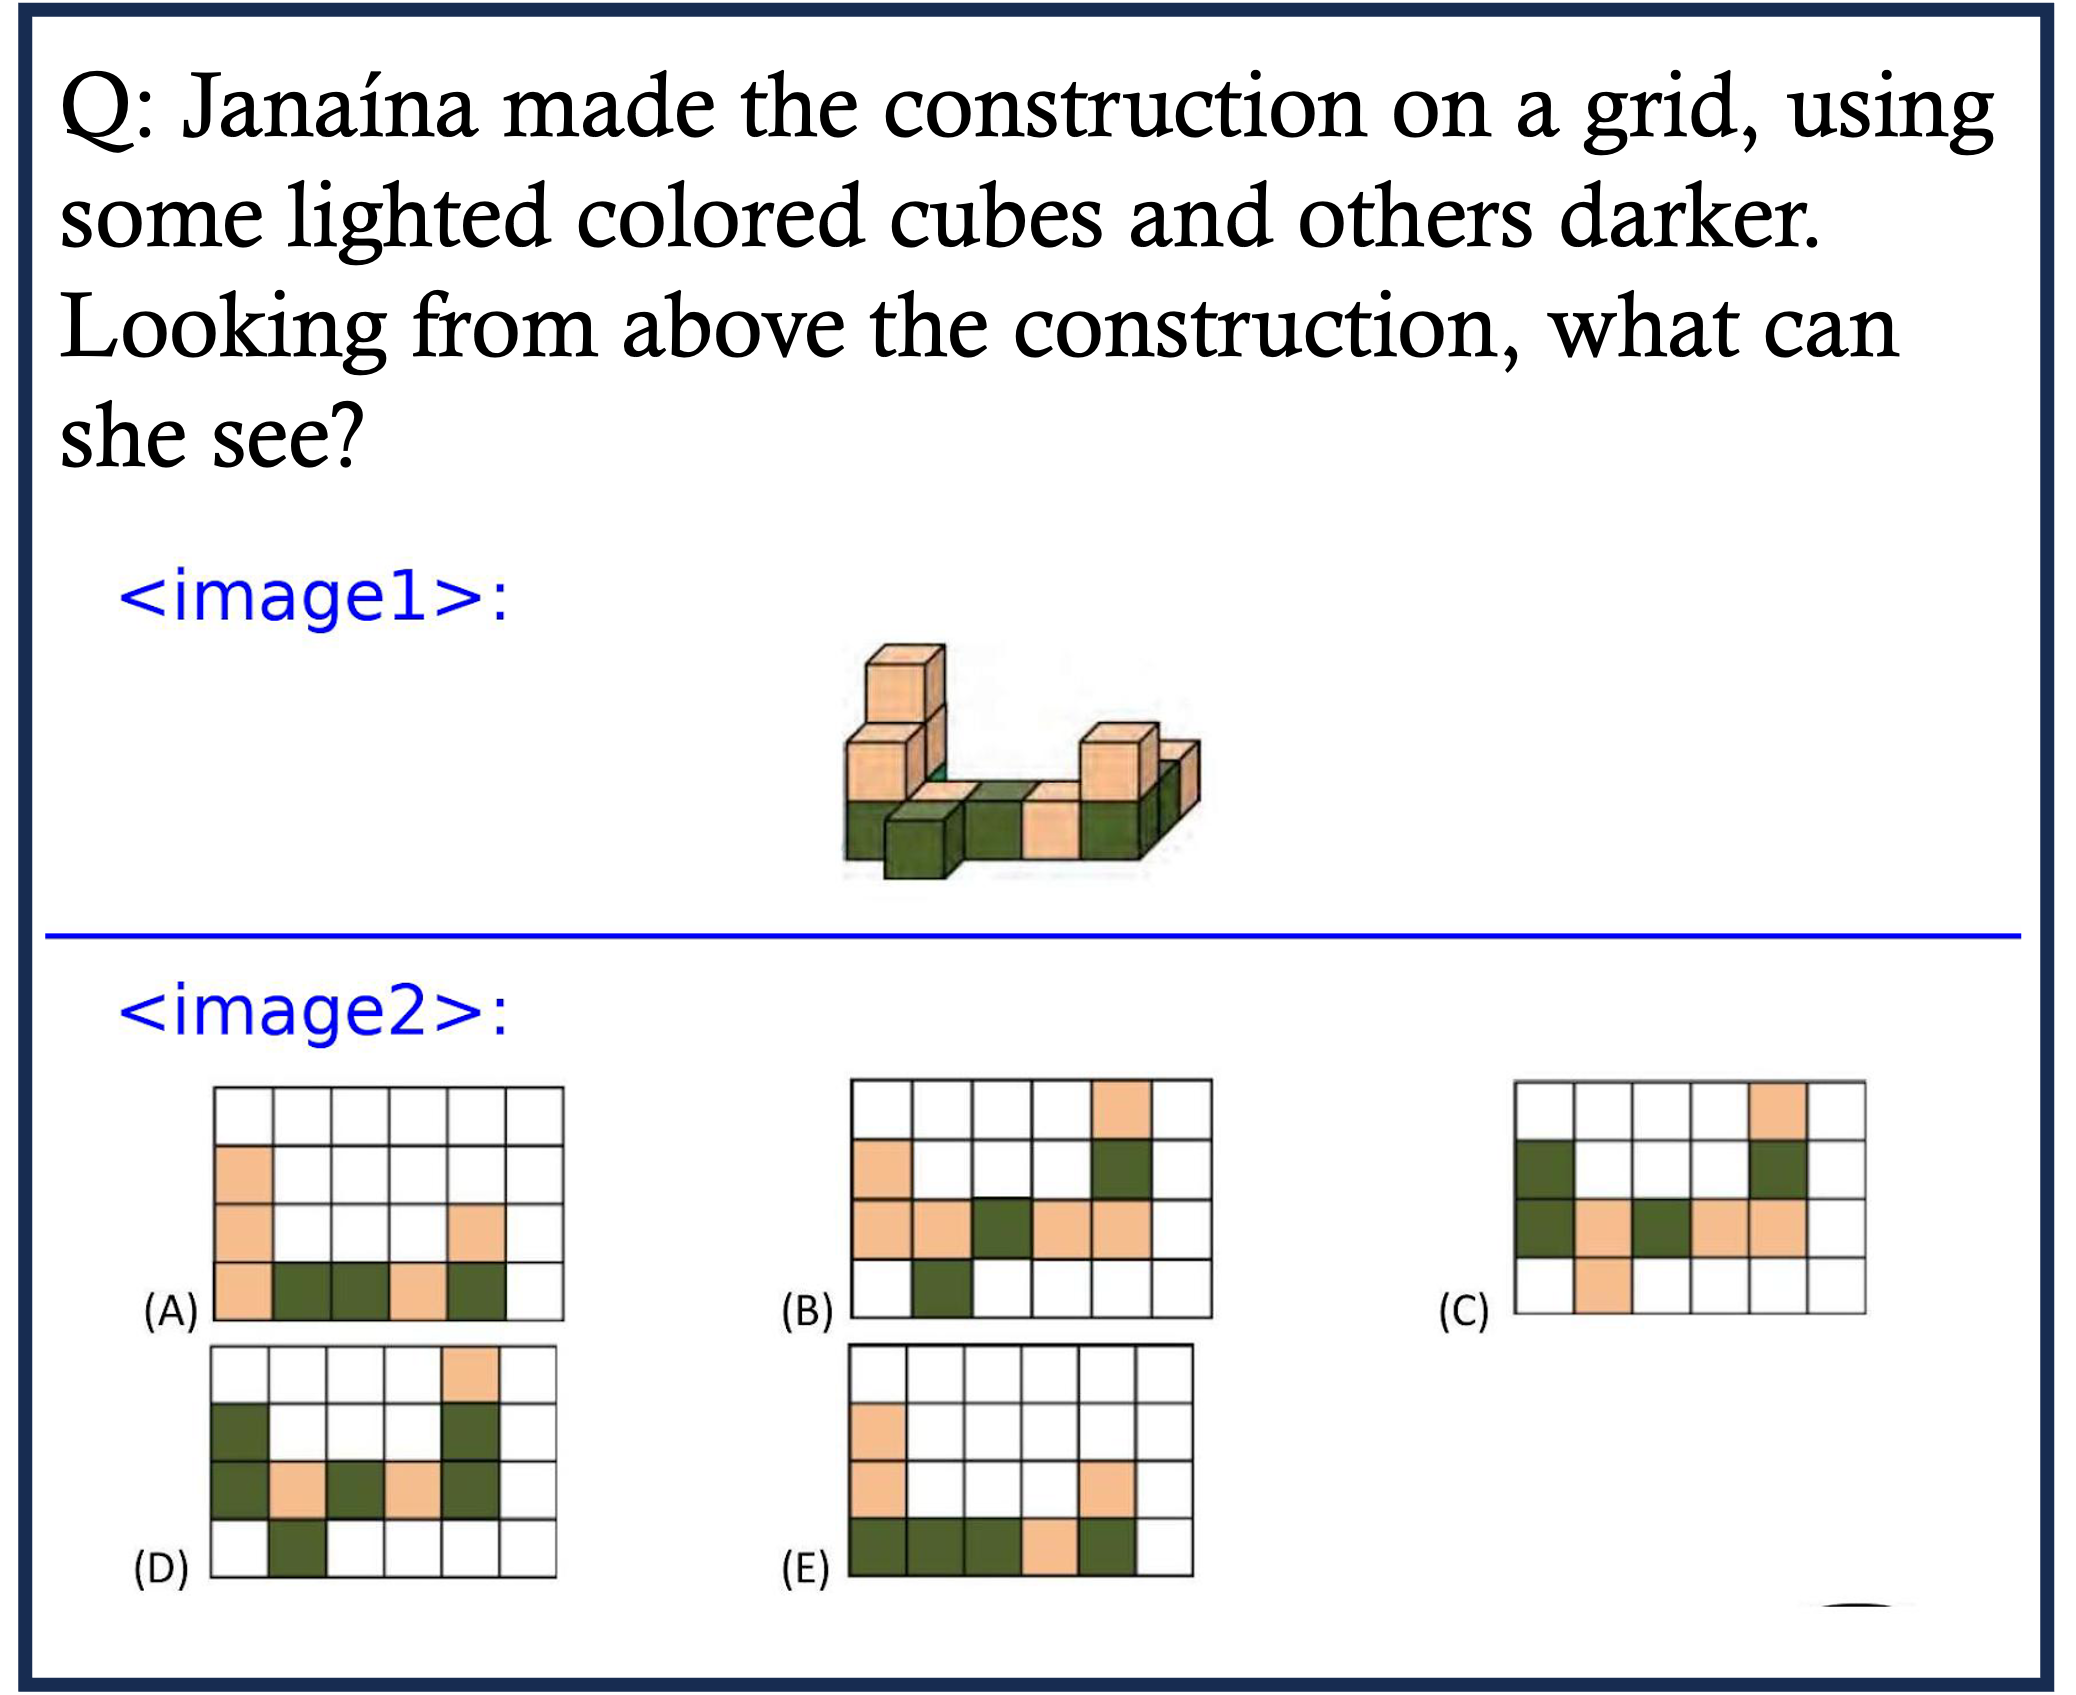 Q: Janaína made the construction on a grid, using
some lighted colored cubes and others darker.
Looking from above the construction, what can
she see?
<image1>:
<image2>:
(A)
(B)
(C)
(D)
(E)